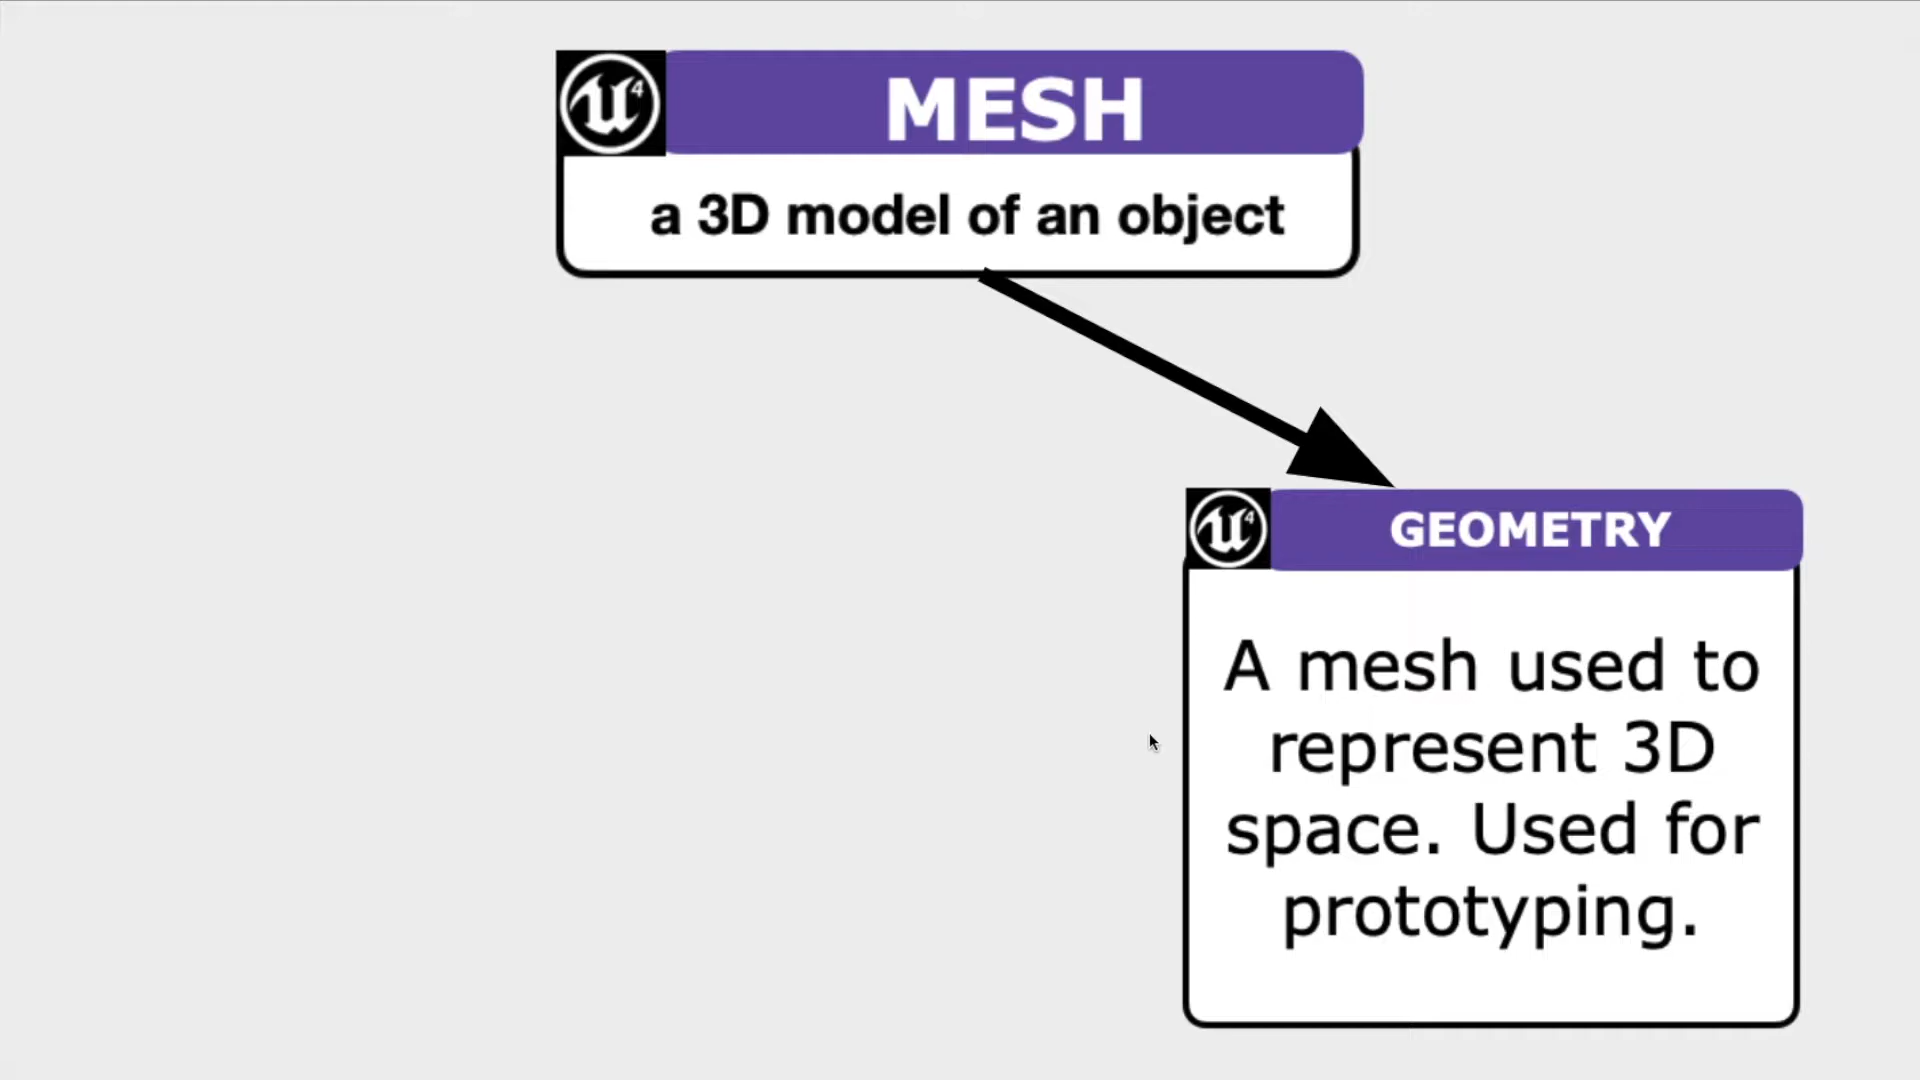 MESH
a 3D model of an object
GEOMETRY
A mesh used to
represent 3D
space. Used for
prototyping.